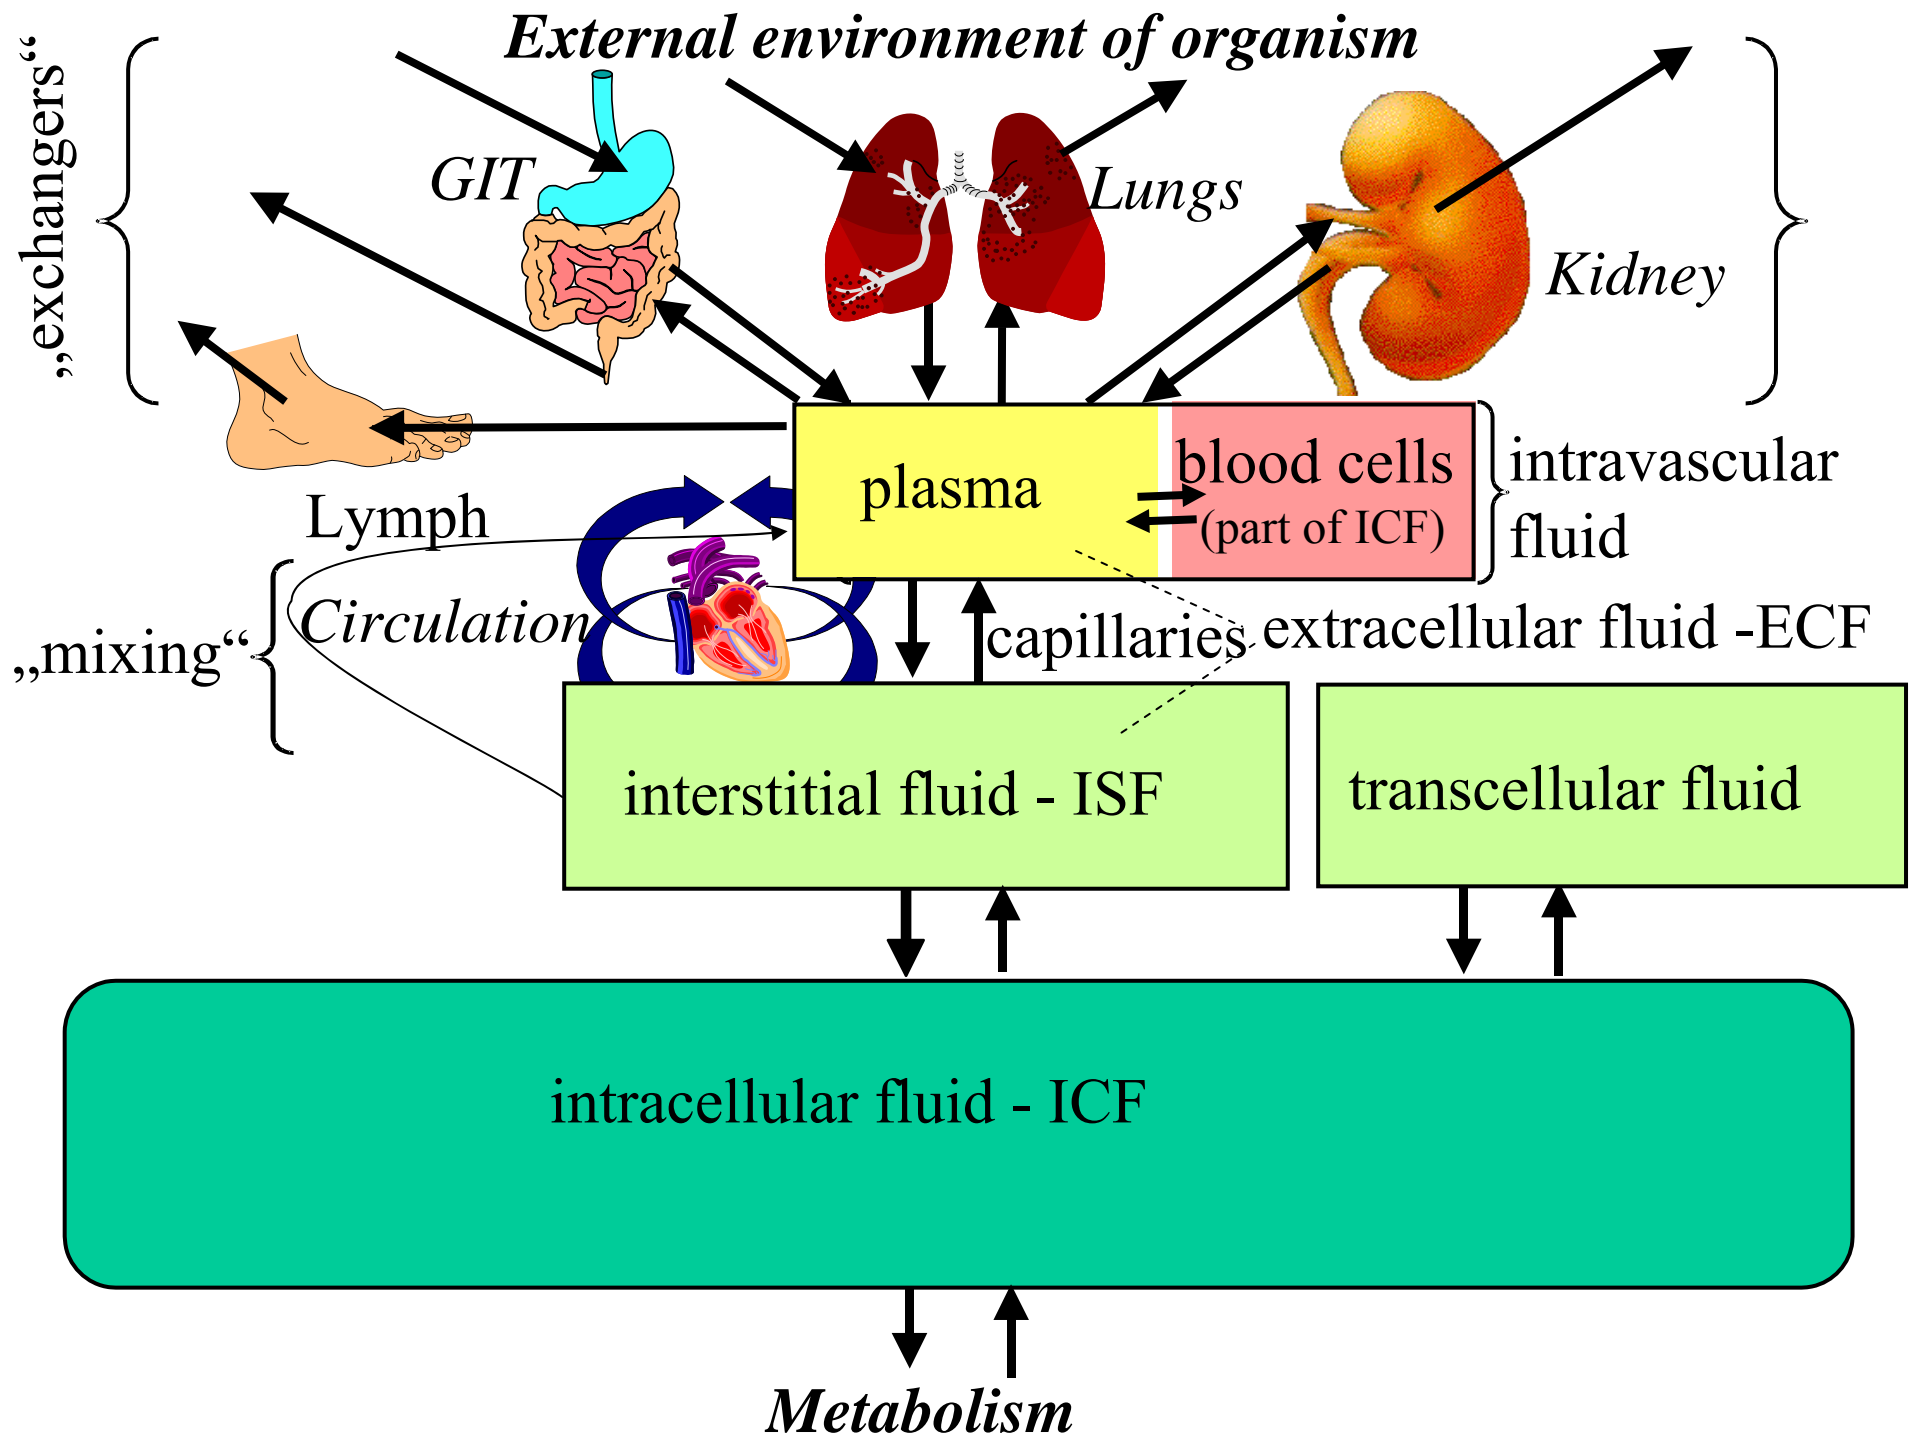 External environment of organism
„exchangers“
GIT
Lungs
Kidney
plasma
blood cells
(part of ICF)
intravascular
fluid
Lymph
Circulation
„mixing“
capillaries
extracellular fluid -ECF
interstitial fluid - ISF
transcellular fluid
intracellular fluid - ICF
Metabolism